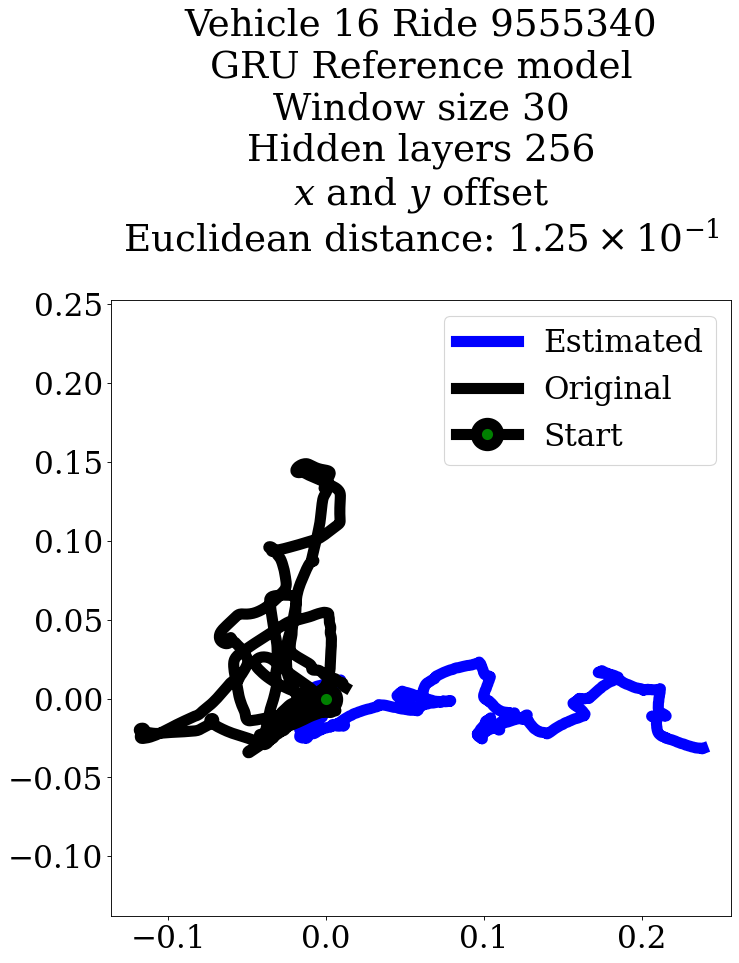 Vehicle 16 Ride 9555340
GRU Reference model
Window size 30
Hidden layers 256
x and y offset
Euclidean distance: 1.25 × 10⁻¹
Estimated
Original
Start
0.25
0.20
0.15
0.10
0.05
0.00
−0.05
−0.10
−0.1 0.0 0.1 0.2